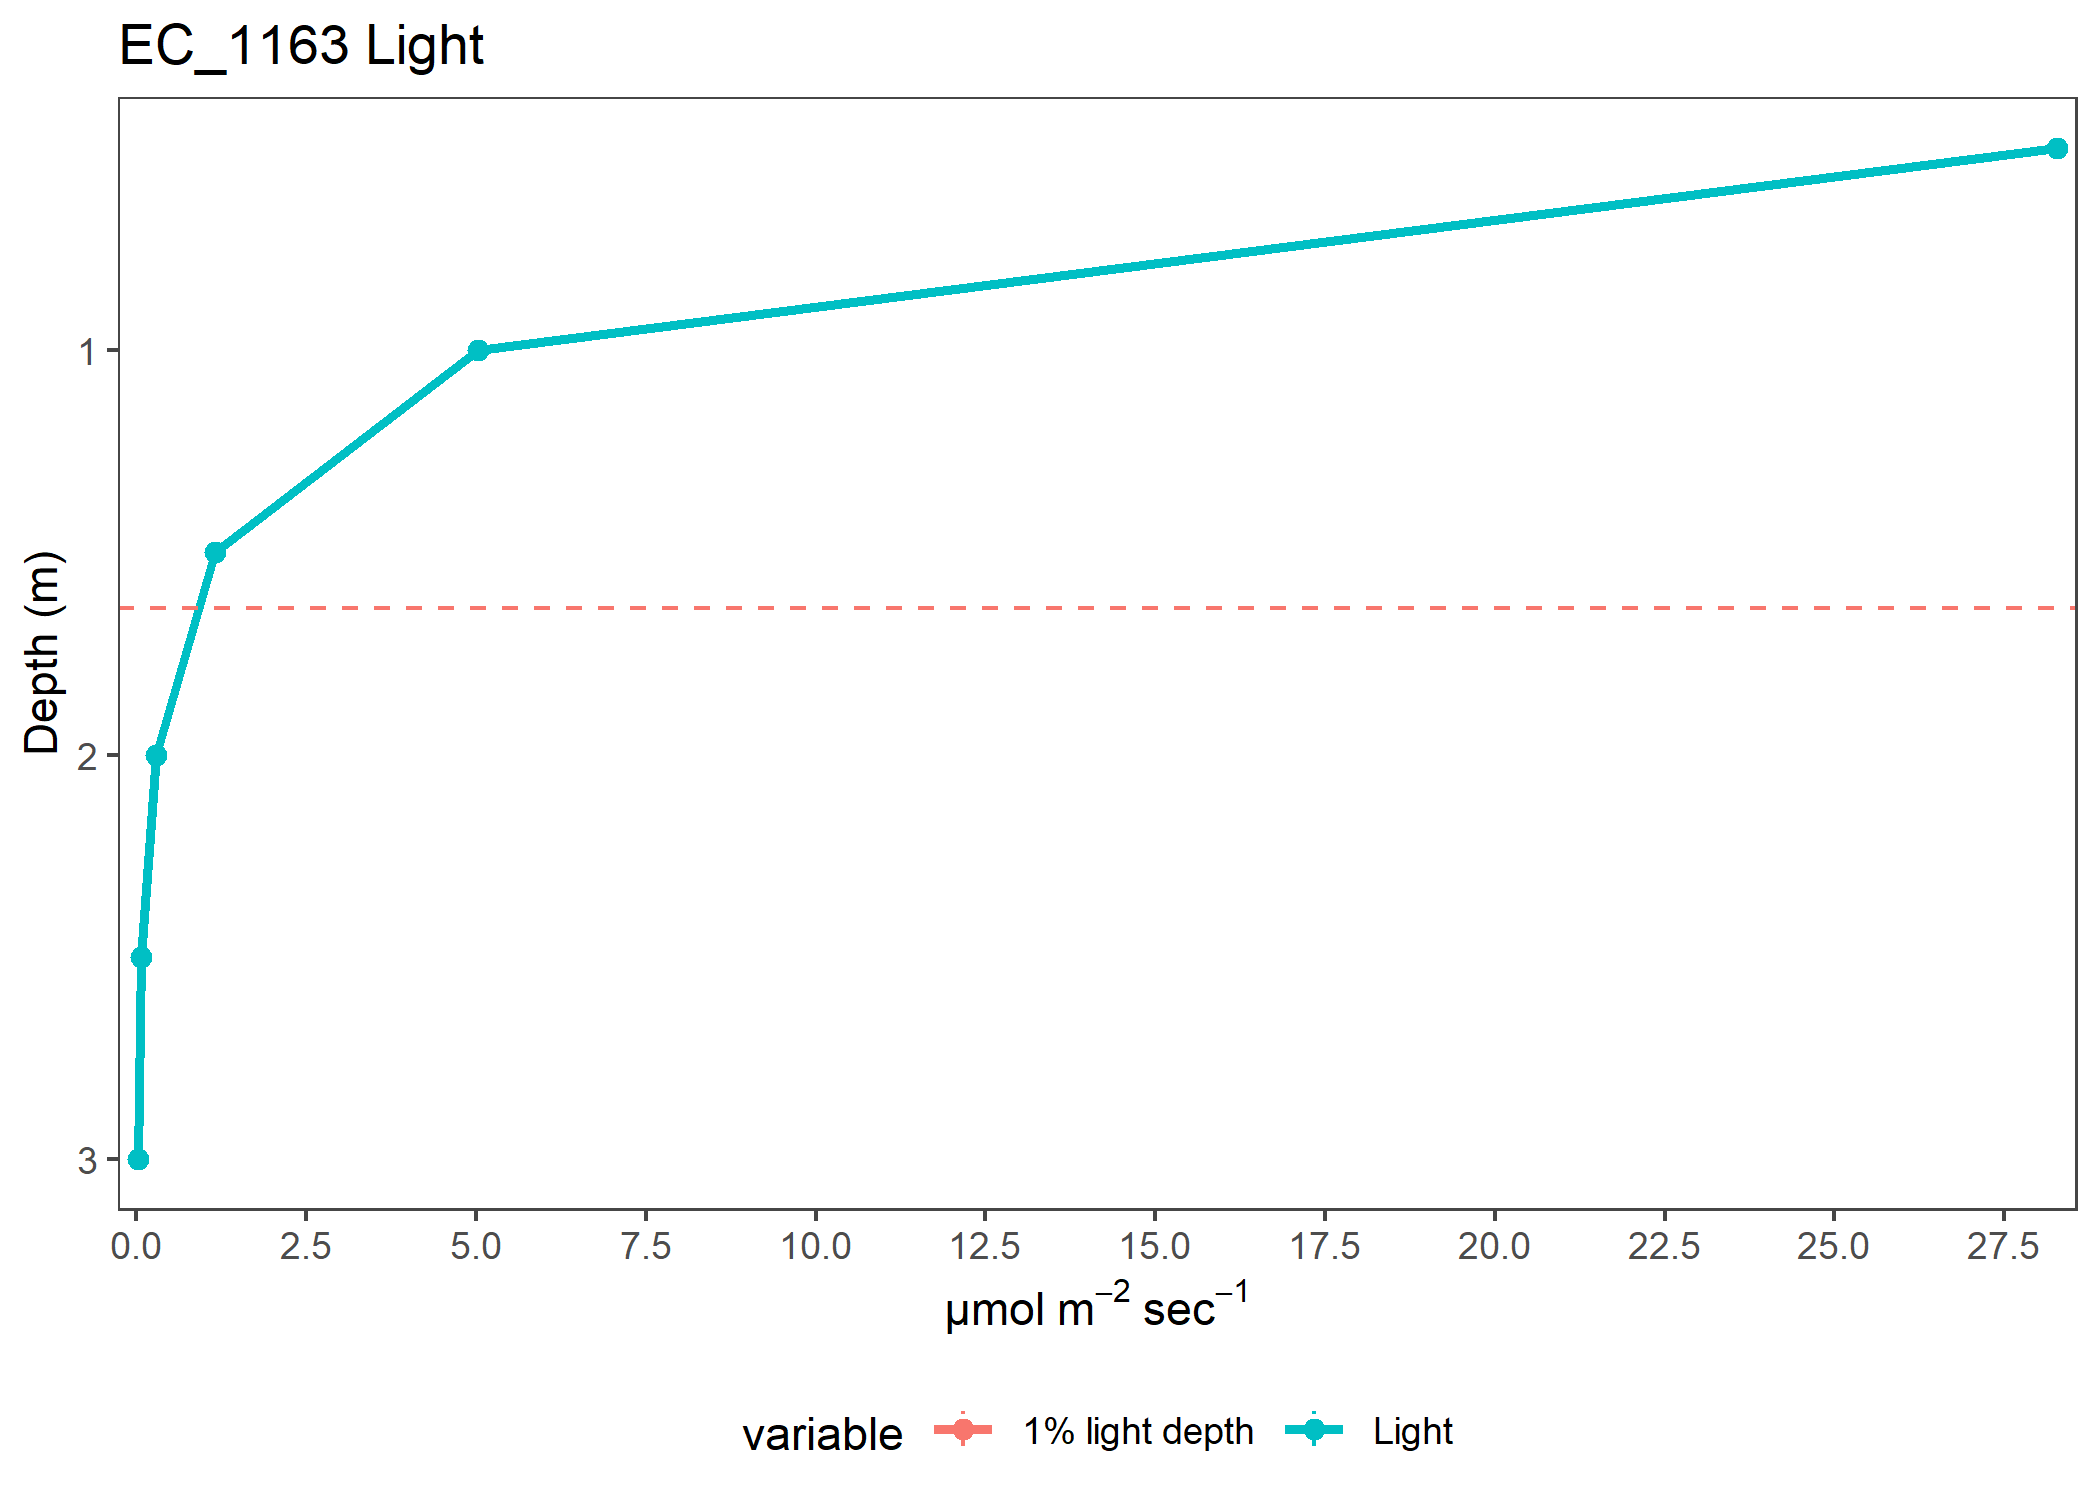 EC_1163 Light
Depth (m)
1
2
3
0.0 2.5 5.0 7.5 10.0 12.5 15.0 17.5 20.0 22.5 25.0 27.5
µmol m⁻² sec⁻¹
variable 1% light depth Light